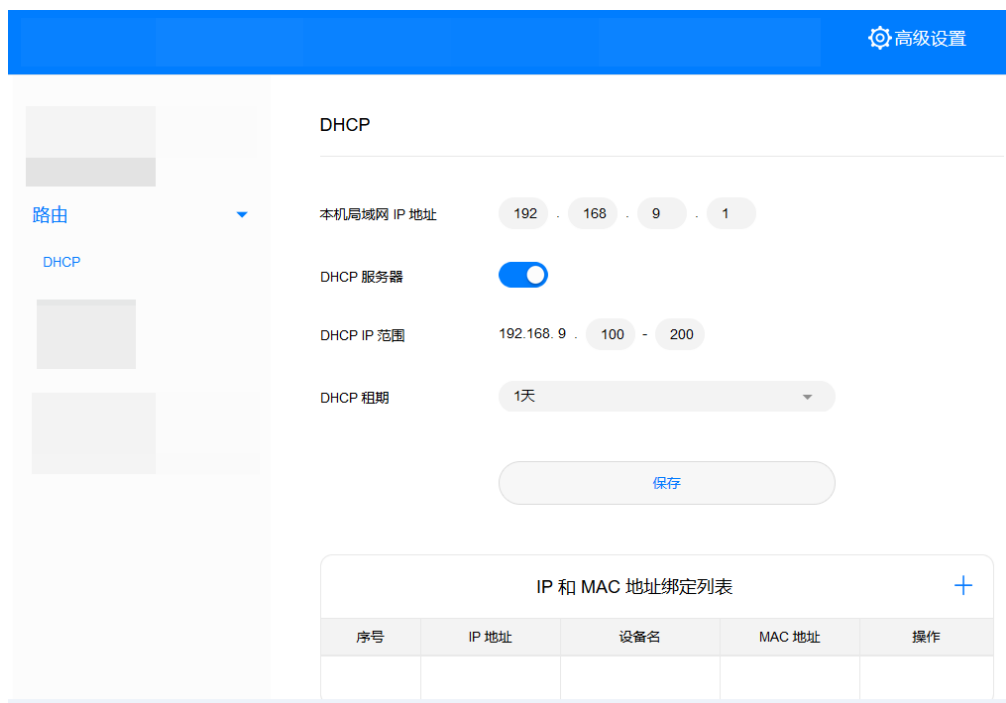 高级设置
DHCP
路由
DHCP
本机局域网 IP 地址 192 . 168 . 9 . 1
DHCP 服务器
DHCP IP 范围 192.168. 9 . 100 - 200
DHCP 租期 1天
保存
IP 和 MAC 地址绑定列表
序号 IP 地址 设备名 MAC 地址 操作